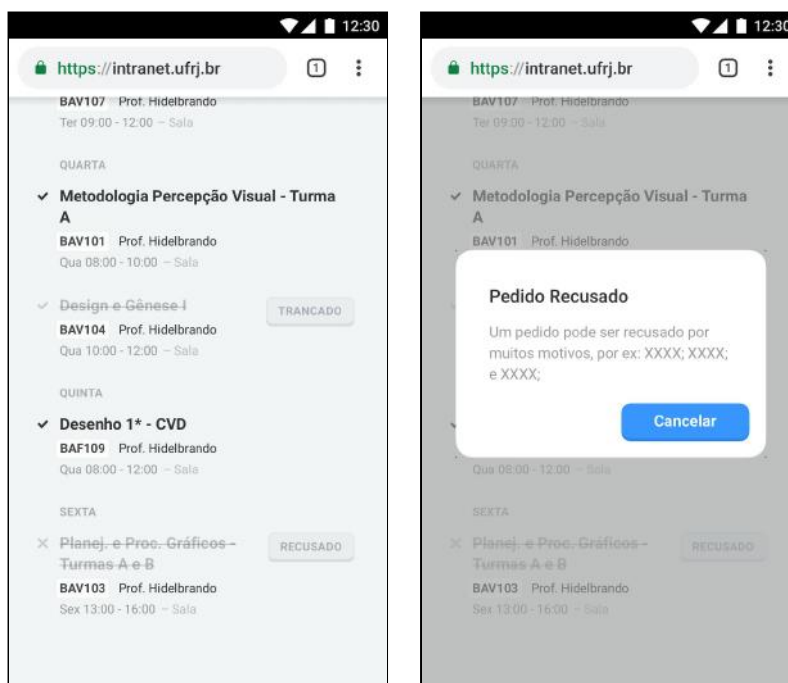 12:30
https://intranet.ufrj.br
1
BAV107 Prof. Hidelbrando
Ter 09:00 - 12:00 – Sala
QUARTA
Metodologia Percepção Visual - Turma
A
BAV101 Prof. Hidelbrando
Qua 08:00 - 10:00 – Sala
Design e Gênese I
TRANCADO
BAV104 Prof. Hidelbrando
Qua 10:00 - 12:00 – Sala
QUINTA
Desenho 1* - CVD
BAF109 Prof. Hidelbrando
Qua 08:00 - 12:00 – Sala
SEXTA
Planej. e Proc. Gráficos -
Turmas A e B
RECUSADO
BAV103 Prof. Hidelbrando
Sex 13:00 - 16:00 – Sala
12:30
https://intranet.ufrj.br
1
BAV107 Prof. Hidelbrando
Ter 09:00 - 12:00 – Sala
QUARTA
Metodologia Percepção Visual - Turma
A
BAV101 Prof. Hidelbrando
Pedido Recusado
Um pedido pode ser recusado por
muitos motivos, por ex: XXXX; XXXX;
e XXXX;
Cancelar
Qua 08:00 - 12:00 – Sala
SEXTA
Planej. e Proc. Gráficos -
Turmas A e B
RECUSADO
BAV103 Prof. Hidelbrando
Sex 13:00 - 16:00 – Sala